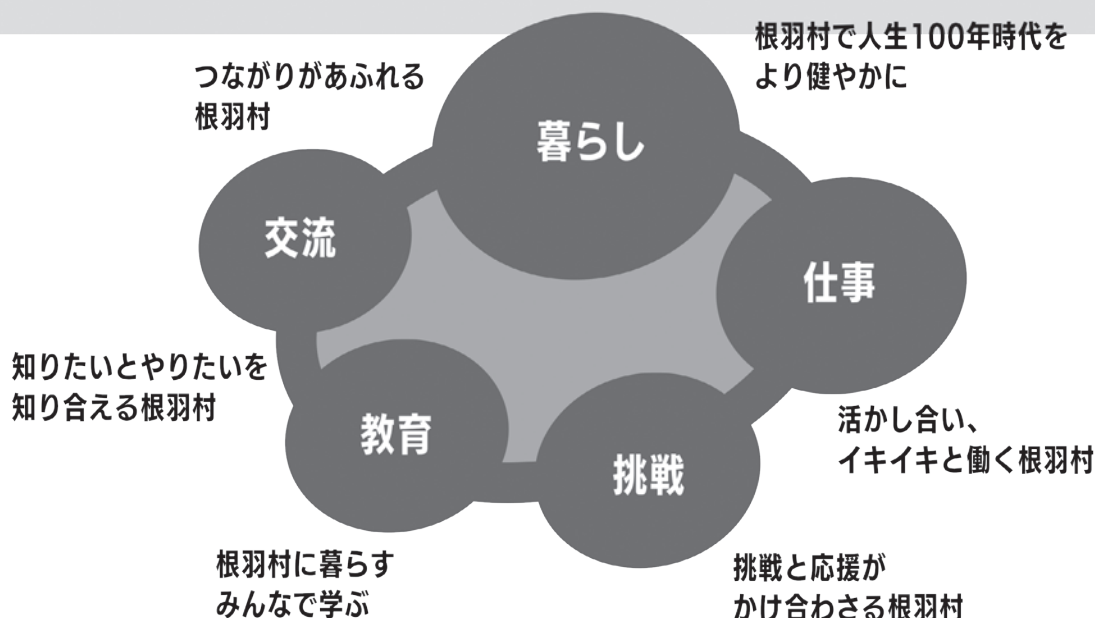 根羽村で人生100年時代を
より健やかに
つながりがあふれる
根羽村
暮らし
交流
仕事
知りたいとやりたいを
知り合える根羽村
教育
挑戦
活かし合い、
イキイキと働く根羽村
根羽村に暮らす
みんなで学ぶ
挑戦と応援が
かけ合わさる根羽村